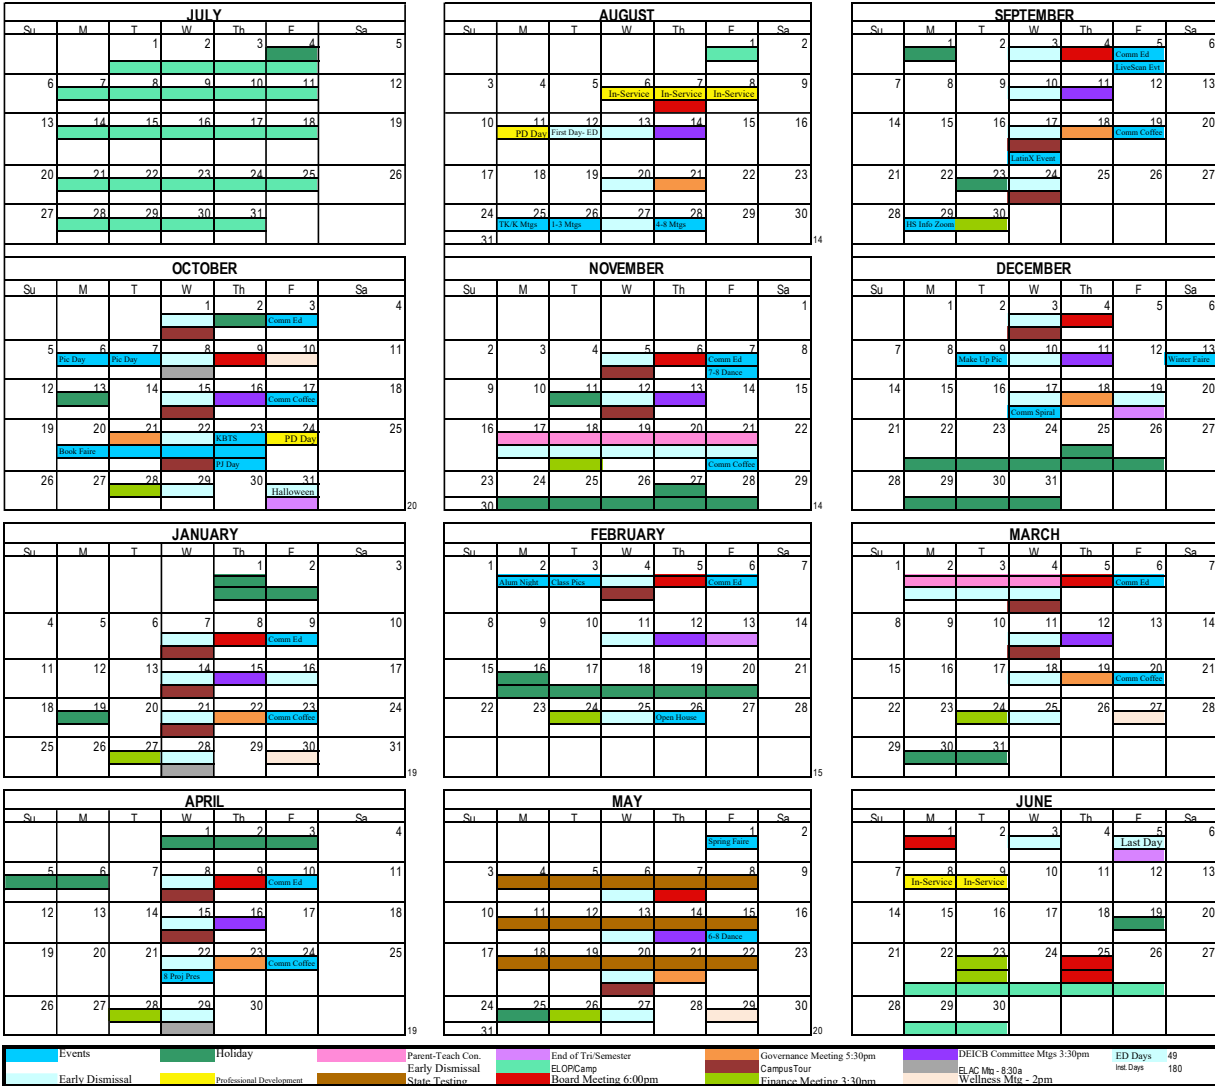 JULY
Su M T W Th F Sa
1 2 3 4 5
6 7 8 9 10 11 12
13 14 15 16 17 18 19
20 21 22 23 24 25 26
27 28 29 30 31
AUGUST
Su M T W Th F Sa
1 2
3 4 5 6 7 8 9
In-Service In-Service In-Service
10 11 12 13 14 15 16
PD Day First Day- ED
17 18 19 20 21 22 23
24 25 26 27 28 29 30
TK/K Mtgs 1-3 Mtgs 4-8 Mtgs
31
14
SEPTEMBER
Su M T W Th F Sa
1 2 3 4 5 6
Comm Ed
LiveScan Evt
7 8 9 10 11 12 13
14 15 16 17 18 19 20
Comm Coffee
LatinX Event
21 22 23 24 25 26 27
28 29 30
HS Info Zoom
OCTOBER
Su M T W Th F Sa
1 2 3 4
Comm Ed
5 6 7 8 9 10 11
Pic Day Pic Day
12 13 14 15 16 17 18
Comm Coffee
19 20 21 22 23 24 25
KBTS PD Day
Book Faire
PJ Day
26 27 28 29 30 31
Halloween
20
NOVEMBER
Su M T W Th F Sa
1
2 3 4 5 6 7 8
Comm Ed
7-8 Dance
9 10 11 12 13 14 15
16 17 18 19 20 21 22
Comm Coffee
23 24 25 26 27 28 29
30
14
DECEMBER
Su M T W Th F Sa
1 2 3 4 5 6
7 8 9 10 11 12 13
Make Up Pic Winter Faire
14 15 16 17 18 19 20
Comm Spiral
21 22 23 24 25 26 27
28 29 30 31
JANUARY
Su M T W Th F Sa
1 2 3
4 5 6 7 8 9 10
Comm Ed
11 12 13 14 15 16 17
18 19 20 21 22 23 24
Comm Coffee
25 26 27 28 29 30 31
19
FEBRUARY
Su M T W Th F Sa
1 2 3 4 5 6 7
Alum Night Class Pics Comm Ed
8 9 10 11 12 13 14
15 16 17 18 19 20 21
22 23 24 25 26 27 28
Open House
15
MARCH
Su M T W Th F Sa
1 2 3 4 5 6 7
Comm Ed
8 9 10 11 12 13 14
15 16 17 18 19 20 21
Comm Coffee
22 23 24 25 26 27 28
29 30 31
APRIL
Su M T W Th F Sa
1 2 3 4
5 6 7 8 9 10 11
Comm Ed
12 13 14 15 16 17 18
19 20 21 22 23 24 25
Comm Coffee
8 Proj Pres
26 27 28 29 30
19
MAY
Su M T W Th F Sa
1 2
Spring Faire
3 4 5 6 7 8 9
10 11 12 13 14 15 16
6-8 Dance
17 18 19 20 21 22 23
24 25 26 27 28 29 30
31
20
JUNE
Su M T W Th F Sa
1 2 3 4 5 6
Last Day
7 8 9 10 11 12 13
In-Service In-Service
14 15 16 17 18 19 20
21 22 23 24 25 26 27
28 29 30
Events Holiday Parent-Teach Con. End of Tri/Semester Governance Meeting 5:30pm DEICB Committee Mtgs 3:30pm ED Days 49
Early Dismissal ELOP/Camp CampusTour ELAC Mtg - 8:30a Inst. Days 180
Early Dismissal Professional Development State Testing Board Meeting 6:00pm Finance Meeting 3:30pm Wellness Mtg - 2pm